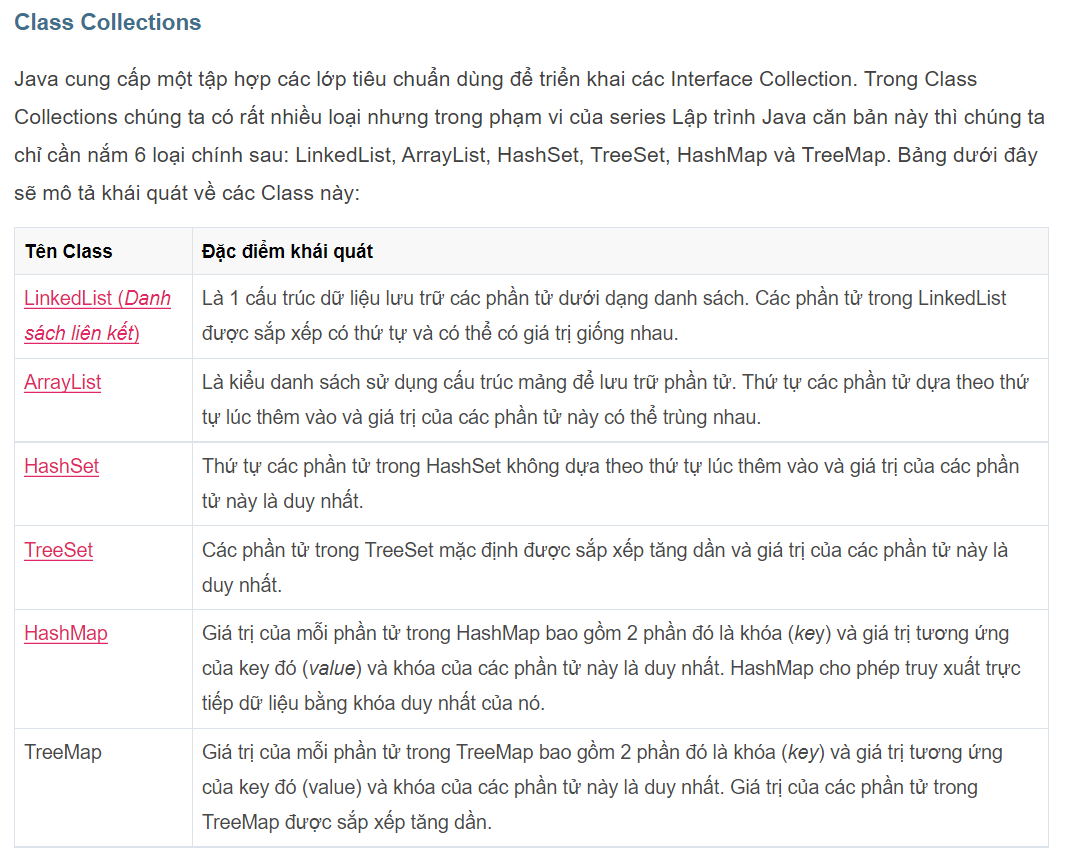 Class Collections
Java cung cấp một tập hợp các lớp tiêu chuẩn dùng để triển khai các Interface Collection. Trong Class
Collections chúng ta có rất nhiều loại nhưng trong phạm vi của series Lập trình Java căn bản này thì chúng ta
chỉ cần nắm 6 loại chính sau: LinkedList, ArrayList, HashSet, TreeSet, HashMap và TreeMap. Bảng dưới đây
sẽ mô tả khái quát về các Class này:
Tên Class
Đặc điểm khái quát
LinkedList (Danh
sách liên kết)
Là 1 cấu trúc dữ liệu lưu trữ các phần tử dưới dạng danh sách. Các phần tử trong LinkedList
được sắp xếp có thứ tự và có thể có giá trị giống nhau.
ArrayList
Là kiểu danh sách sử dụng cấu trúc mảng để lưu trữ phần tử. Thứ tự các phần tử dựa theo thứ
tự lúc thêm vào và giá trị của các phần tử này có thể trùng nhau.
HashSet
Thứ tự các phần tử trong HashSet không dựa theo thứ tự lúc thêm vào và giá trị của các phần
tử này là duy nhất.
TreeSet
Các phần tử trong TreeSet mặc định được sắp xếp tăng dần và giá trị của các phần tử này là
duy nhất.
HashMap
Giá trị của mỗi phần tử trong HashMap bao gồm 2 phần đó là khóa (key) và giá trị tương ứng
của key đó (value) và khóa của các phần tử này là duy nhất. HashMap cho phép truy xuất trực
tiếp dữ liệu bằng khóa duy nhất của nó.
TreeMap
Giá trị của mỗi phần tử trong TreeMap bao gồm 2 phần đó là khóa (key) và giá trị tương ứng
của key đó (value) và khóa của các phần tử này là duy nhất. Giá trị của các phần tử trong
TreeMap được sắp xếp tăng dần.